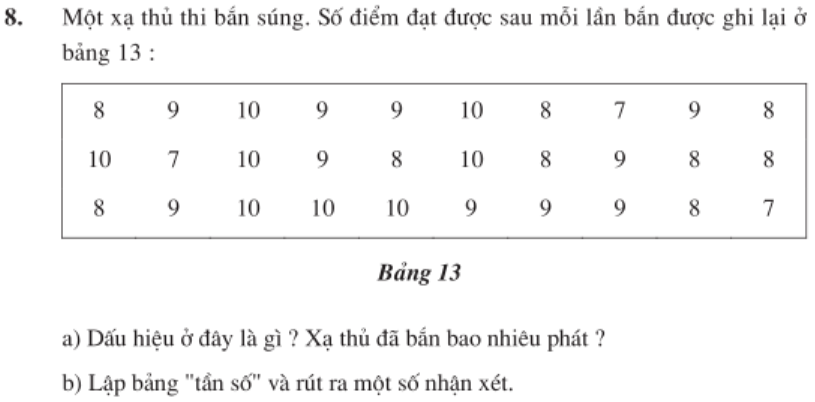 8. Một xạ thủ thi bắn súng. Số điểm đạt được sau mỗi lần bắn được ghi lại ở
bảng 13 :
8 9 10 9 9 10 8 7 9 8
10 7 10 9 8 10 8 9 8 8
8 9 10 10 10 9 9 9 8 7
Bảng 13
a) Dấu hiệu ở đây là gì ? Xạ thủ đã bắn bao nhiêu phát ?
b) Lập bảng "tần số" và rút ra một số nhận xét.